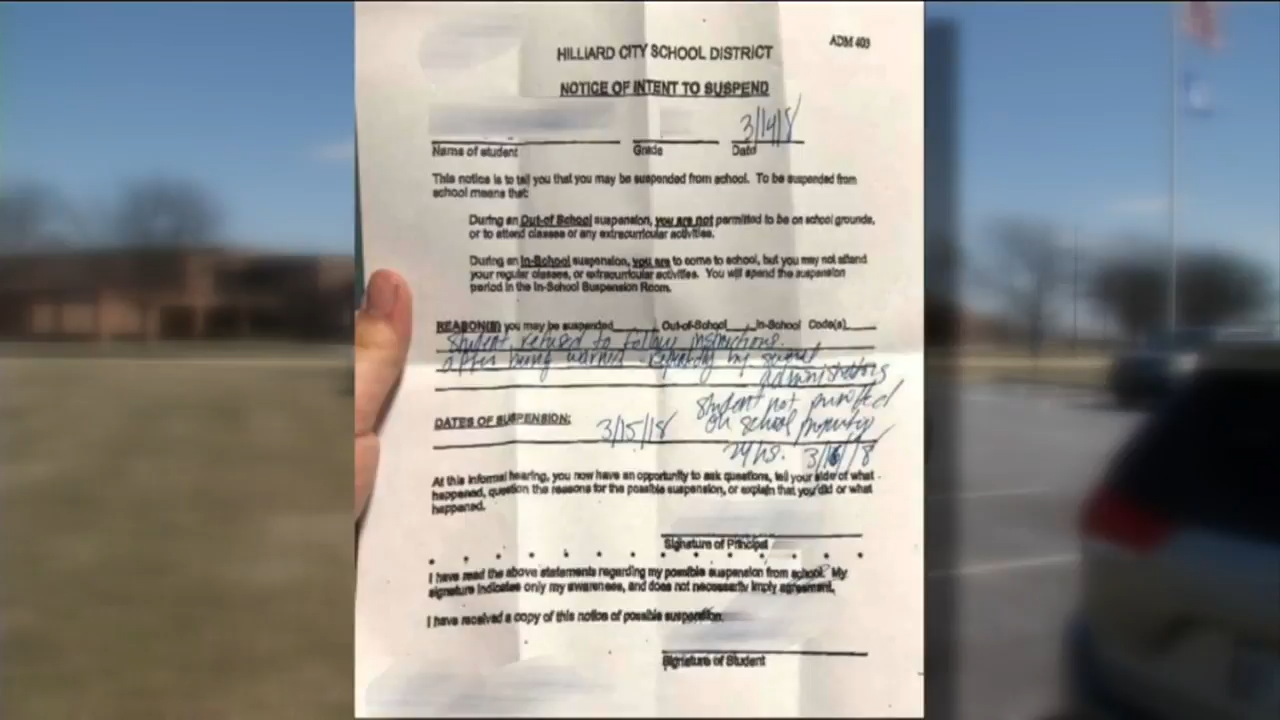 ADM 403
HILLIARD CITY SCHOOL DISTRICT
NOTICE OF INTENT TO SUSPEND
3/14/18
Name of student Grade Date
This notice is to tell you that you may be suspended from school. To be suspended from
school means that:
During an Out-of School suspension, you are not permitted to be on school grounds,
or to attend classes or any extracurricular activities.
During an In-School suspension, you are to come to school, but you may not attend
your regular classes, or extracurricular activities. You will spend the suspension
period in the In-School Suspension Room.
REASON(S) you may be suspended______ Out-of-School____In-School Code(s)____
Student refused to follow instructions.
after being warned repeatedly by several
administrators
Student not permitted
DATES OF SUSPENSION: 3/15/18 on school property
24 hs. 3/16/18
At this informal hearing, you now have an opportunity to ask questions, tell your side of what
happened, question the reasons for the possible suspension, or explain that you did or what
happened.
Signature of Principal
I have read the above statements regarding my possible suspension from school. My
signature indicates only my awareness, and does not necessarily imply agreement.
I have received a copy of this notice of possible suspension.
Signature of Student